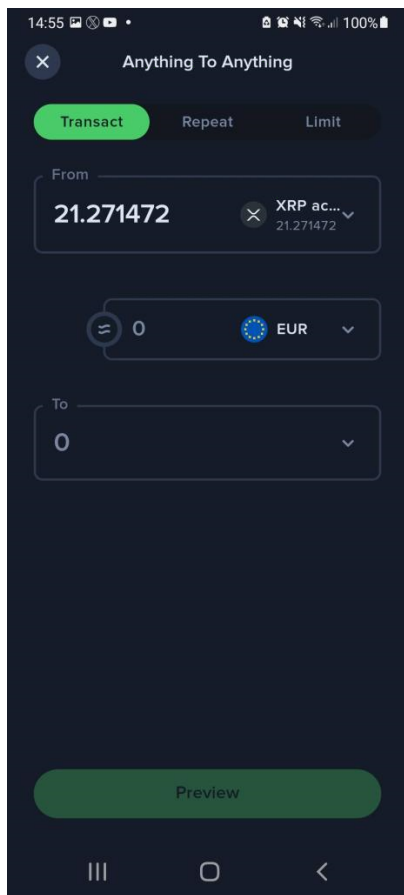 14:55 100%
Anything To Anything
Transact Repeat Limit
From
21.271472 XRP ac...
21.271472
0 EUR
To
0
Preview